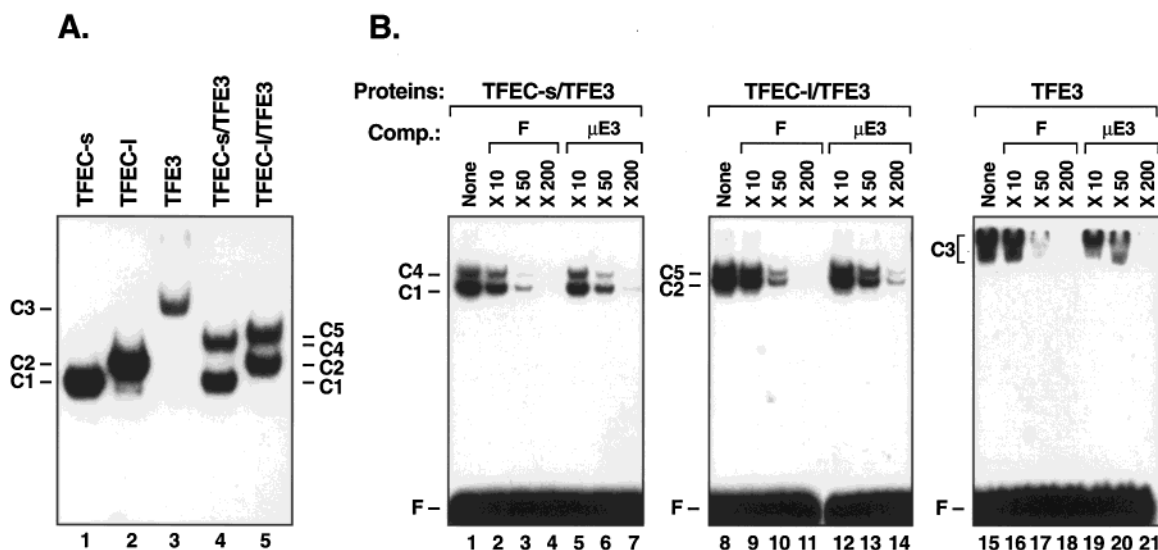 A.
TFEC-s
TFEC-l
TFE3
TFEC-s/TFE3
TFEC-l/TFE3
C3 –
C2 –
C1 –
– C5
– C4
– C2
– C1
1 2 3 4 5
B.
Proteins: TFEC-s/TFE3 TFEC-l/TFE3 TFE3
Comp.: F μE3 F μE3 F μE3
None X 10 X 50 X 200 X 10 X 50 X 200
None X 10 X 50 X 200 X 10 X 50 X 200
None X 10 X 50 X 200 X 10 X 50 X 200
C4 –
C1 –
F –
C5 –
C2 –
C3
F –
1 2 3 4 5 6 7 8 9 10 11 12 13 14 15 16 17 18 19 20 21